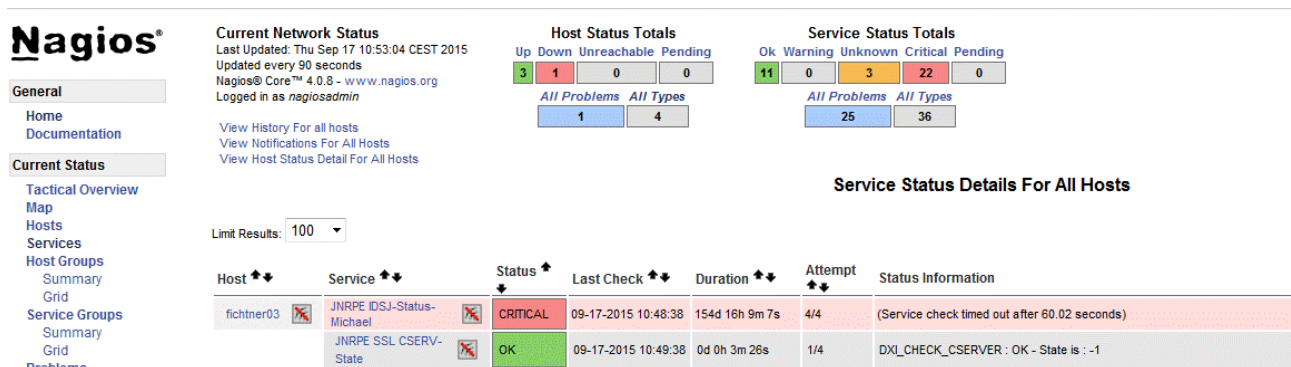 Nagios®
General
Home
Documentation
Current Status
Tactical Overview
Map
Hosts
Services
Host Groups
Summary
Grid
Service Groups
Summary
Grid
Problems
Current Network Status
Last Updated: Thu Sep 17 10:53:04 CEST 2015
Updated every 90 seconds
Nagios® Core™ 4.0.8 - www.nagios.org
Logged in as nagiosadmin
View History For all hosts
View Notifications For All Hosts
View Host Status Detail For All Hosts
Host Status Totals
Up Down Unreachable Pending
3 1 0 0
All Problems All Types
1 4
Service Status Totals
Ok Warning Unknown Critical Pending
11 0 3 22 0
All Problems All Types
25 36
Service Status Details For All Hosts
Limit Results: 100
Host Service Status Last Check Duration Attempt Status Information
fichtner03 JNRPE IDSJ-Status- CRITICAL 09-17-2015 10:48:38 154d 16h 9m 7s 4/4 (Service check timed out after 60.02 seconds)
Michael
JNRPE SSL CSERV- OK 09-17-2015 10:49:38 0d 0h 3m 26s 1/4 DXI_CHECK_CSERVER : OK - State is : -1
State